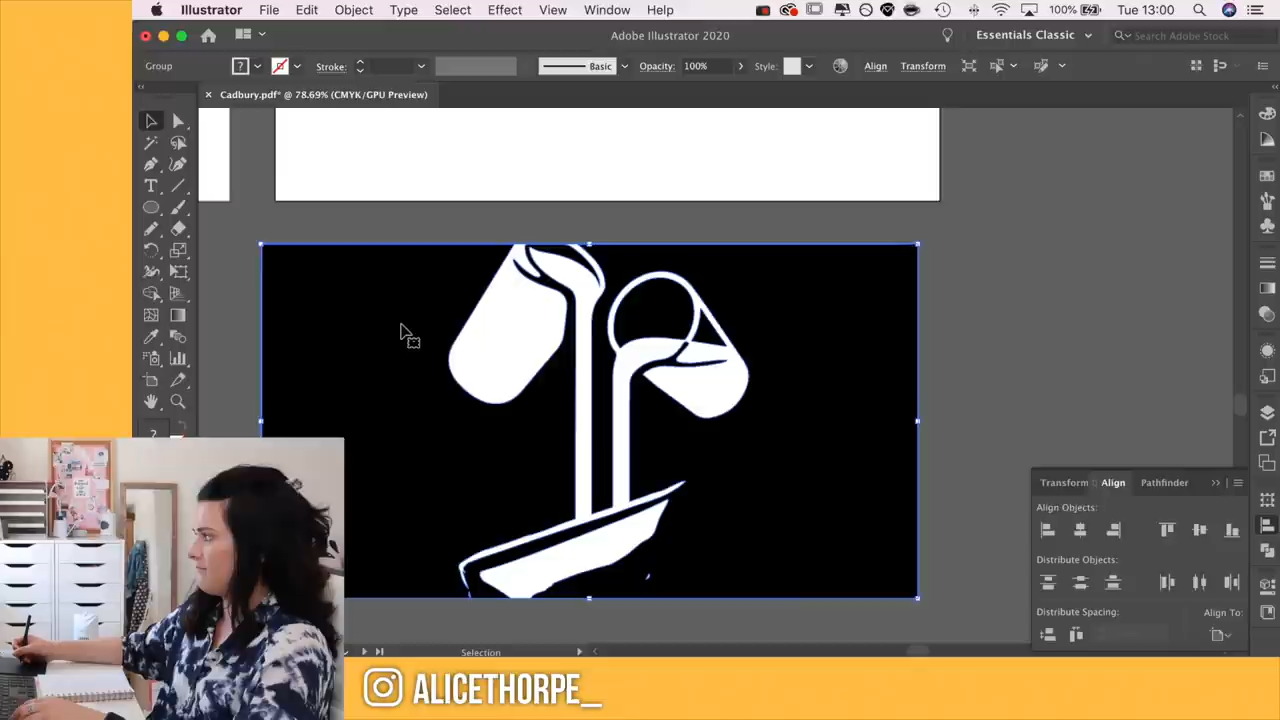 Illustrator File Edit Object Type Select Effect View Window Help 100% Tue 13:00
Adobe Illustrator 2020 Essentials Classic Search Adobe Stock
Group ? Stroke: Basic Opacity: 100% Style: Align Transform
× Cadbury.pdf* @ 78.69% (CMYK/GPU Preview)
T
?
Transform Align Pathfinder
Align Objects:
Distribute Objects:
Distribute Spacing: Align To:
Selection
ALICETHORPE_